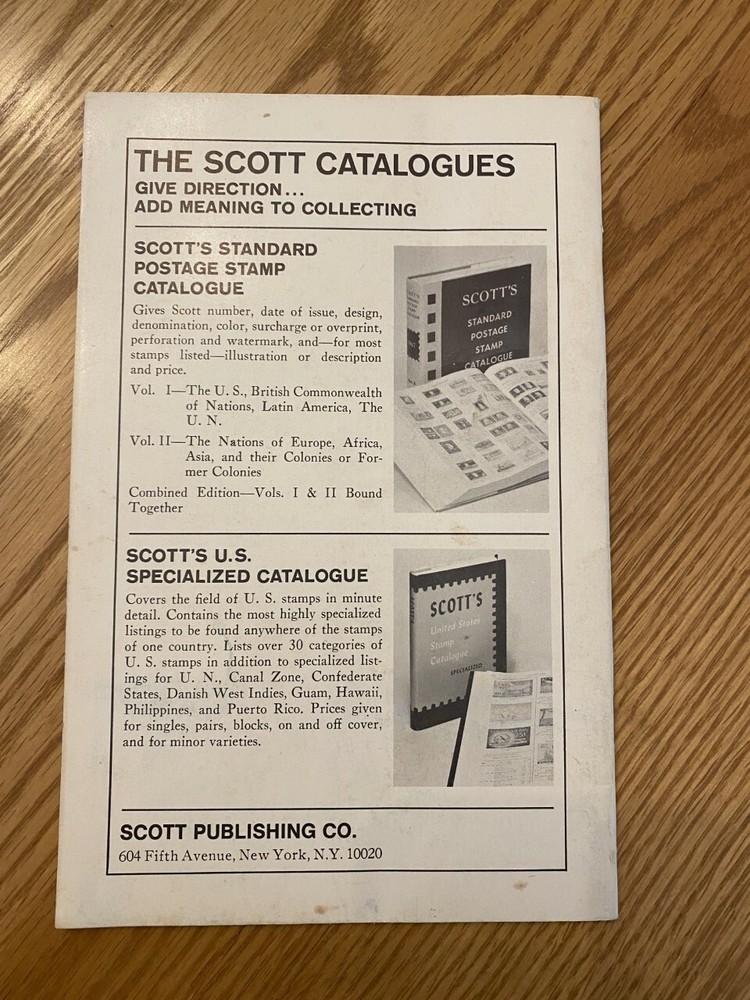 THE SCOTT CATALOGUES
GIVE DIRECTION...
ADD MEANING TO COLLECTING
SCOTT'S STANDARD
POSTAGE STAMP
CATALOGUE
Gives Scott number, date of issue, design,
denomination, color, surcharge or overprint,
perforation and watermark, and—for most
stamps listed—illustration or description
and price.
Vol. I—The U. S., British Commonwealth
of Nations, Latin America, The
U. N.
Vol. II—The Nations of Europe, Africa,
Asia, and their Colonies or For-
mer Colonies
Combined Edition—Vols. I & II Bound
Together
SCOTT'S
STANDARD
POSTAGE
STAMP
CATALOGUE
SCOTT'S U.S.
SPECIALIZED CATALOGUE
Covers the field of U. S. stamps in minute
detail. Contains the most highly specialized
listings to be found anywhere of the stamps
of one country. Lists over 30 categories of
U. S. stamps in addition to specialized list-
ings for U. N., Canal Zone, Confederate
States, Danish West Indies, Guam, Hawaii,
Philippines, and Puerto Rico. Prices given
for singles, pairs, blocks, on and off cover,
and for minor varieties.
SCOTT'S
United States
Stamp
Catalogue
SPECIALIZED
SCOTT PUBLISHING CO.
604 Fifth Avenue, New York, N.Y. 10020